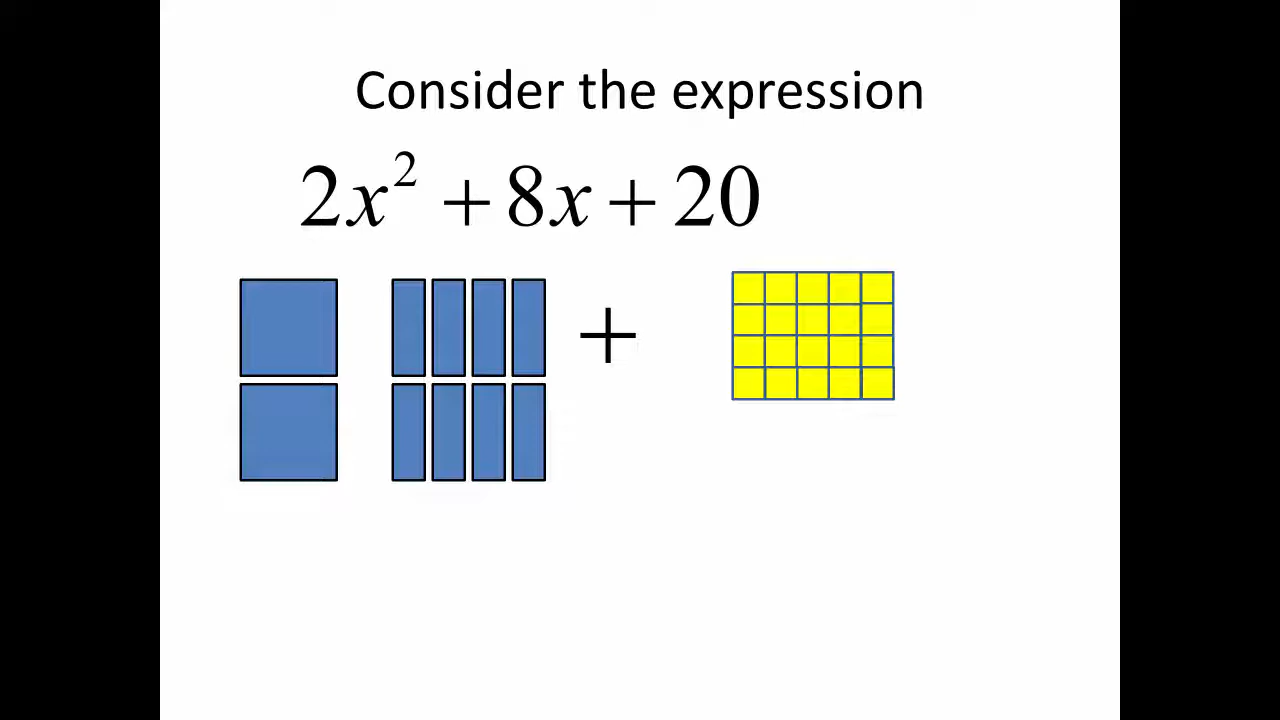 Consider the expression
2x² + 8x + 20
+